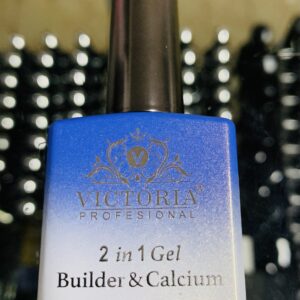 V
VICTORIA®
PROFESIONAL
2 in 1 Gel
Builder & Calcium